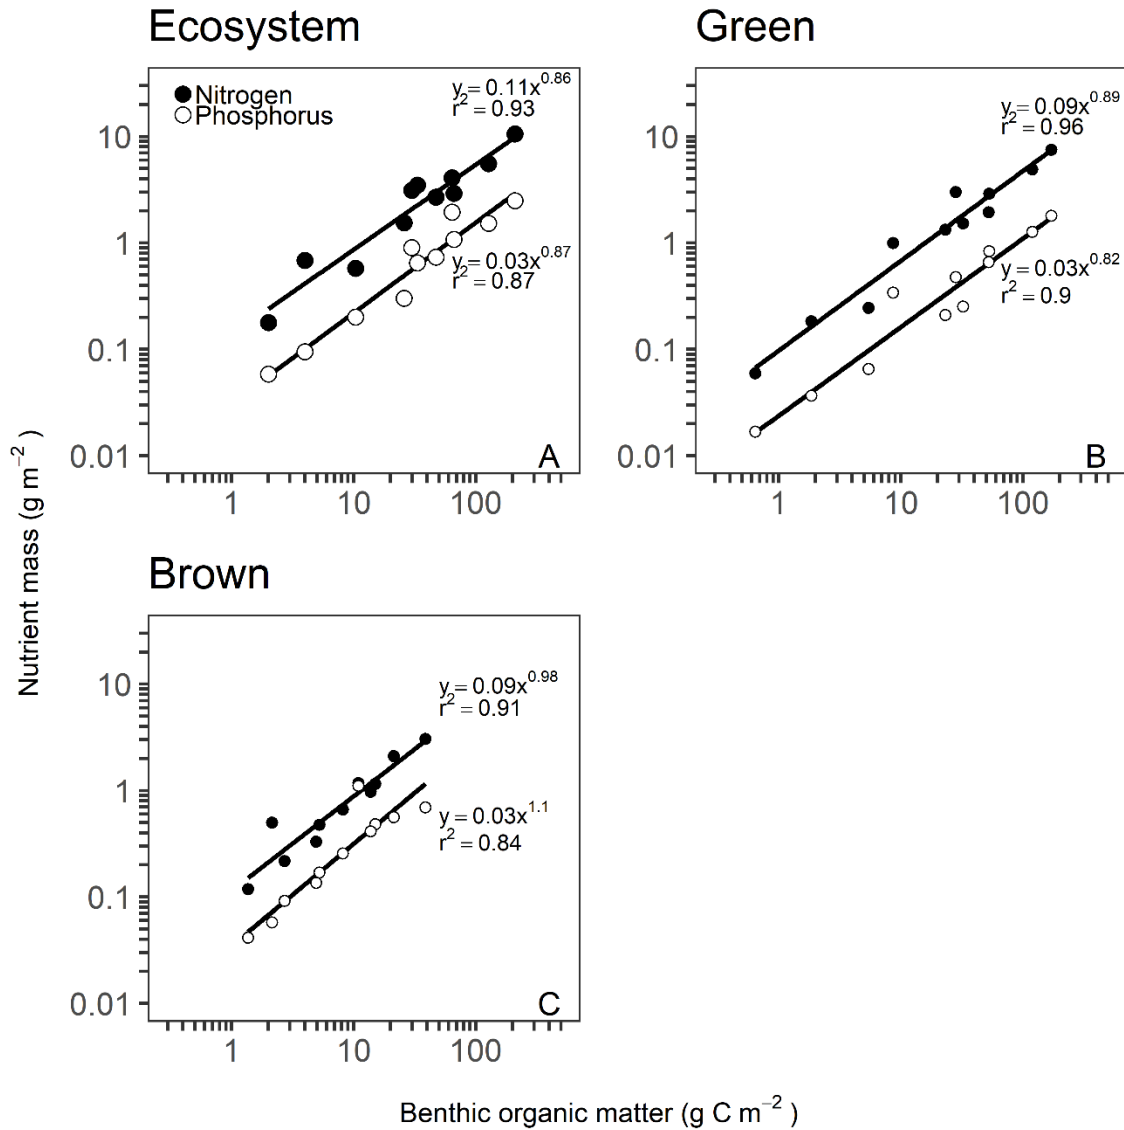 Ecosystem
Nitrogen
Phosphorus
y = 0.11x^0.86
r^2 = 0.93
y = 0.03x^0.87
r^2 = 0.87
10
1
0.1
0.01
A
1 10 100
Green
y = 0.09x^0.89
r^2 = 0.96
y = 0.03x^0.82
r^2 = 0.9
10
1
0.1
0.01
B
1 10 100
Brown
y = 0.09x^0.98
r^2 = 0.91
y = 0.03x^1.1
r^2 = 0.84
10
1
0.1
0.01
C
1 10 100
Nutrient mass (g m^−2 )
Benthic organic matter (g C m^−2 )